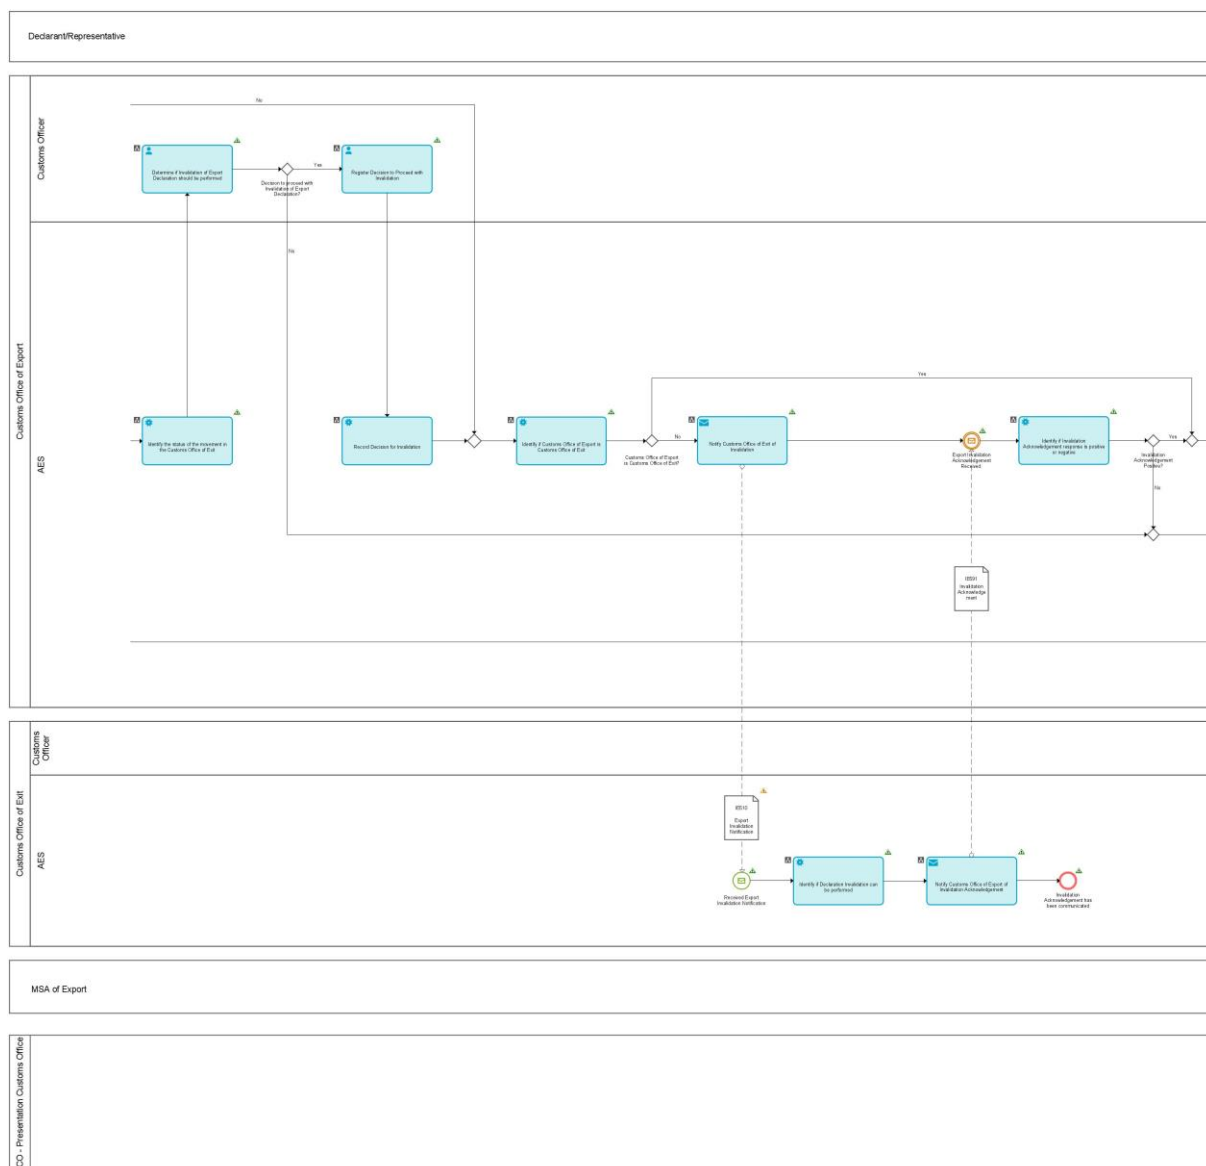 Declarant/Representative
Customs Office of Export
Customs Officer
No
Determine if Invalidation of Export
Declaration should be performed
Decision to proceed with
Invalidation of Export
Declaration?
Yes
Register Decision to Proceed with
Invalidation
No
AES
Identify the status of the movement in
the Customs Office of Exit
Record Decision for Invalidation
Identify if Customs Office of Export is
Customs Office of Exit
Customs Office of Export
is Customs Office of Exit?
Yes
No
Notify Customs Office of Exit of
Invalidation
Export Invalidation
Acknowledgement
Received
Identify if Invalidation
Acknowledgement response is positive
or negative
Invalidation
Acknowledgement
Positive?
Yes
No
IE591
Invalidation
Acknowledge
ment
Customs Office of Exit
Customs
Officer
AES
IE510
Export
Invalidation
Notification
Received Export
Invalidation Notification
Identify if Declaration Invalidation can
be performed
Notify Customs Office of Export of
Invalidation Acknowledgement
Invalidation
Acknowledgement has
been communicated
MSA of Export
CO - Presentation Customs Office